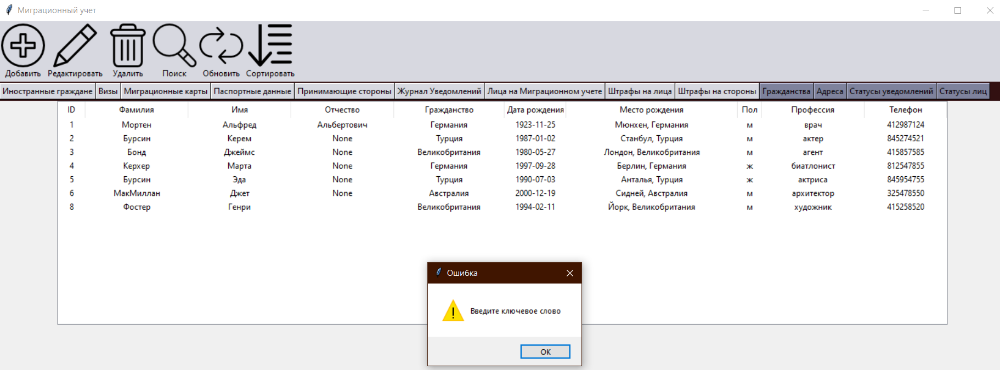 Миграционный учет
Добавить Редактировать Удалить Поиск Обновить Сортировать
Иностранные граждане Визы Миграционные карты Паспортные данные Принимающие стороны Журнал Уведомлений Лица на Миграционном учете Штрафы на лица Штрафы на стороны Гражданства Адреса Статусы уведомлений Статусы лиц
ID Фамилия Имя Отчество Гражданство Дата рождения Место рождения Пол Профессия Телефон
1 Мортен Альфред Альбертович Германия 1923-11-25 Мюнхен, Германия м врач 412987124
2 Бурсин Керем None Турция 1987-01-02 Станбул, Турция м актер 845274521
3 Бонд Джеймс None Великобритания 1980-05-27 Лондон, Великобритания м агент 415857585
4 Керхер Марта None Германия 1997-09-28 Берлин, Германия ж биатлонист 812547855
5 Бурсин Эда None Турция 1990-07-03 Анталья, Турция ж актриса 845954755
6 МакМиллан Джет None Австралия 2000-12-19 Сидней, Австралия м архитектор 325478550
8 Фостер Генри Великобритания 1994-02-11 Йорк, Великобритания м художник 415258520
Ошибка
Введите ключевое слово
ОК